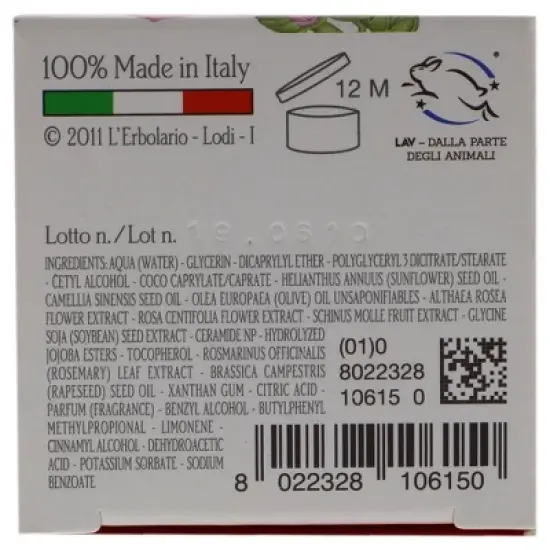 100% Made in Italy
12 M
© 2011 L'Erbolario - Lodi - I
LAV – DALLA PARTE
DEGLI ANIMALI
Lotto n./Lot n.
INGREDIENTS: AQUA (WATER) - GLYCERIN - DICAPRYLYL ETHER - POLYGLYCERYL 3 DICITRATE/STEARATE
- CETYL ALCOHOL - COCO CAPRYLATE/CAPRATE - HELIANTHUS ANNUUS (SUNFLOWER) SEED OIL -
CAMELLIA SINENSIS SEED OIL - OLEA EUROPAEA (OLIVE) OIL UNSAPONIFIABLES - ALTHAEA ROSEA
FLOWER EXTRACT - ROSA CENTIFOLIA FLOWER EXTRACT - SCHINUS MOLLE FRUIT EXTRACT - GLYCINE
SOJA (SOYBEAN) SEED EXTRACT - CERAMIDE NP - HYDROLYZED
JOJOBA ESTERS - TOCOPHEROL - ROSMARINUS OFFICINALIS
(ROSEMARY) LEAF EXTRACT - BRASSICA CAMPESTRIS
(RAPESEED) SEED OIL - XANTHAN GUM - CITRIC ACID -
PARFUM (FRAGRANCE) - BENZYL ALCOHOL - BUTYLPHENYL
METHYLPROPIONAL - LIMONENE -
CINNAMYL ALCOHOL - DEHYDROACETIC
ACID - POTASSIUM SORBATE - SODIUM
BENZOATE
(01)0
8022328
10615 0
8 022328 106150